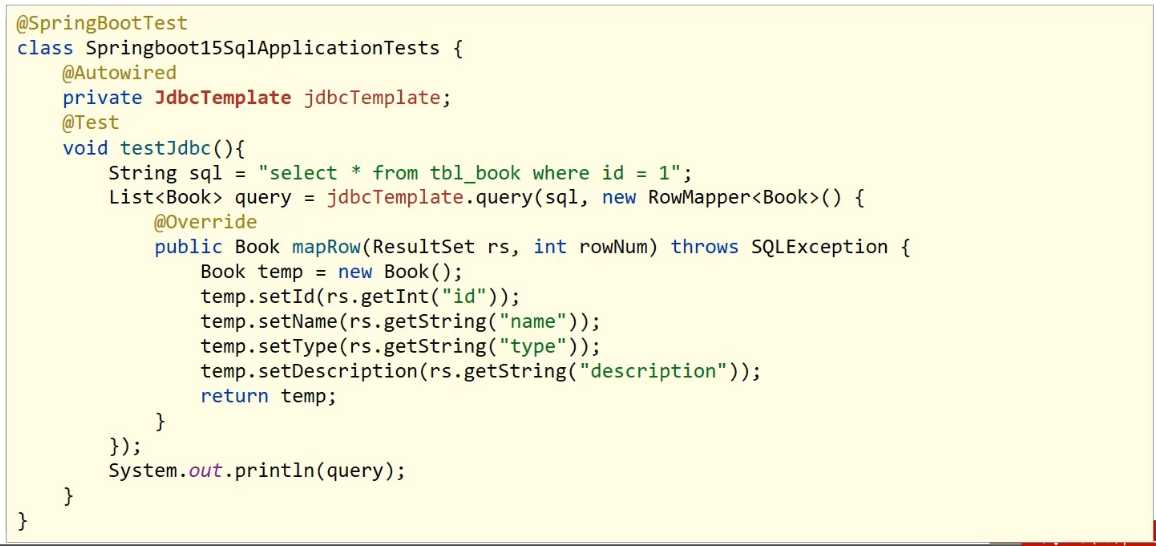 @SpringBootTest
class Springboot15SqlApplicationTests {
    @Autowired
    private JdbcTemplate jdbcTemplate;
    @Test
    void testJdbc(){
        String sql = "select * from tbl_book where id = 1";
        List<Book> query = jdbcTemplate.query(sql, new RowMapper<Book>() {
            @Override
            public Book mapRow(ResultSet rs, int rowNum) throws SQLException {
                Book temp = new Book();
                temp.setId(rs.getInt("id"));
                temp.setName(rs.getString("name"));
                temp.setType(rs.getString("type"));
                temp.setDescription(rs.getString("description"));
                return temp;
            }
        });
        System.out.println(query);
    }
}